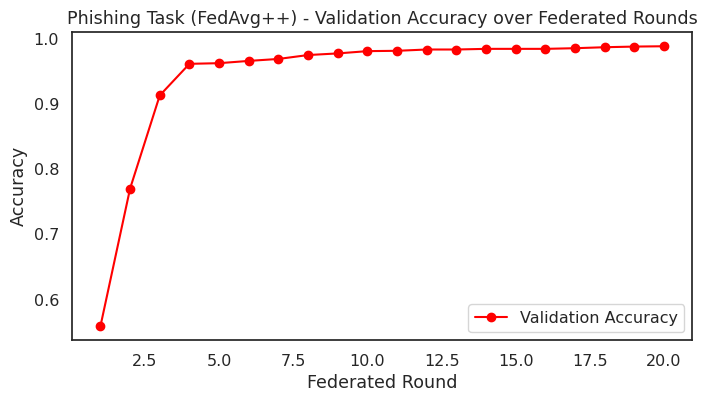 Phishing Task (FedAvg++) - Validation Accuracy over Federated Rounds
1.0
0.9
0.8
0.7
0.6
Accuracy
Validation Accuracy
2.5 5.0 7.5 10.0 12.5 15.0 17.5 20.0
Federated Round